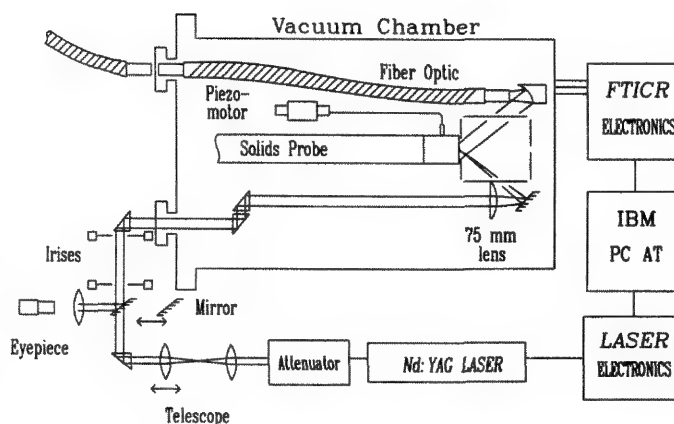 Vacuum Chamber
Fiber Optic
Piezo-
motor
Solids Probe
FTICR
ELECTRONICS
75 mm
lens
IBM
PC AT
Irises
Mirror
Eyepiece
Attenuator
Nd: YAG LASER
LASER
ELECTRONICS
Telescope